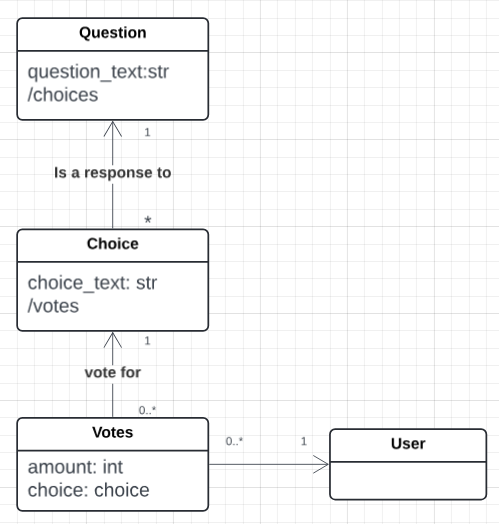 Question
question_text:str
/choices
1
Is a response to
*
Choice
choice_text: str
/votes
1
vote for
0..*
Votes
amount: int
choice: choice
0..* 1
User